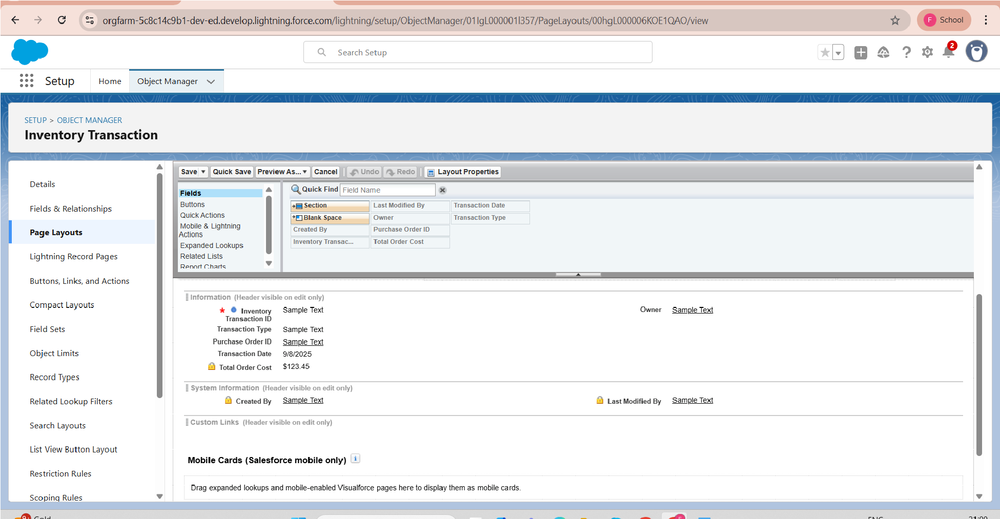 orgfarm-5c8c14c9b1-dev-ed.develop.lightning.force.com/lightning/setup/ObjectManager/01IgL000001I357/PageLayouts/00hgL000006KOE1QAO/view
F School
Search Setup
2
Setup Home Object Manager
SETUP > OBJECT MANAGER
Inventory Transaction
Details
Fields & Relationships
Page Layouts
Lightning Record Pages
Buttons, Links, and Actions
Compact Layouts
Field Sets
Object Limits
Record Types
Related Lookup Filters
Search Layouts
List View Button Layout
Restriction Rules
Scoping Rules
Save Quick Save Preview As... Cancel Undo Redo Layout Properties
Fields
Buttons
Quick Actions
Mobile & Lightning
Actions
Expanded Lookups
Related Lists
Report Charts
Quick Find Field Name
Section Last Modified By Transaction Date
Blank Space Owner Transaction Type
Created By Purchase Order ID
Inventory Transac... Total Order Cost
Information (Header visible on edit only)
* Inventory Transaction ID Sample Text Owner Sample Text
Transaction Type Sample Text
Purchase Order ID Sample Text
Transaction Date 9/8/2025
Total Order Cost $123.45
System Information (Header visible on edit only)
Created By Sample Text Last Modified By Sample Text
Custom Links (Header visible on edit only)
Mobile Cards (Salesforce mobile only) i
Drag expanded lookups and mobile-enabled Visualforce pages here to display them as mobile cards.